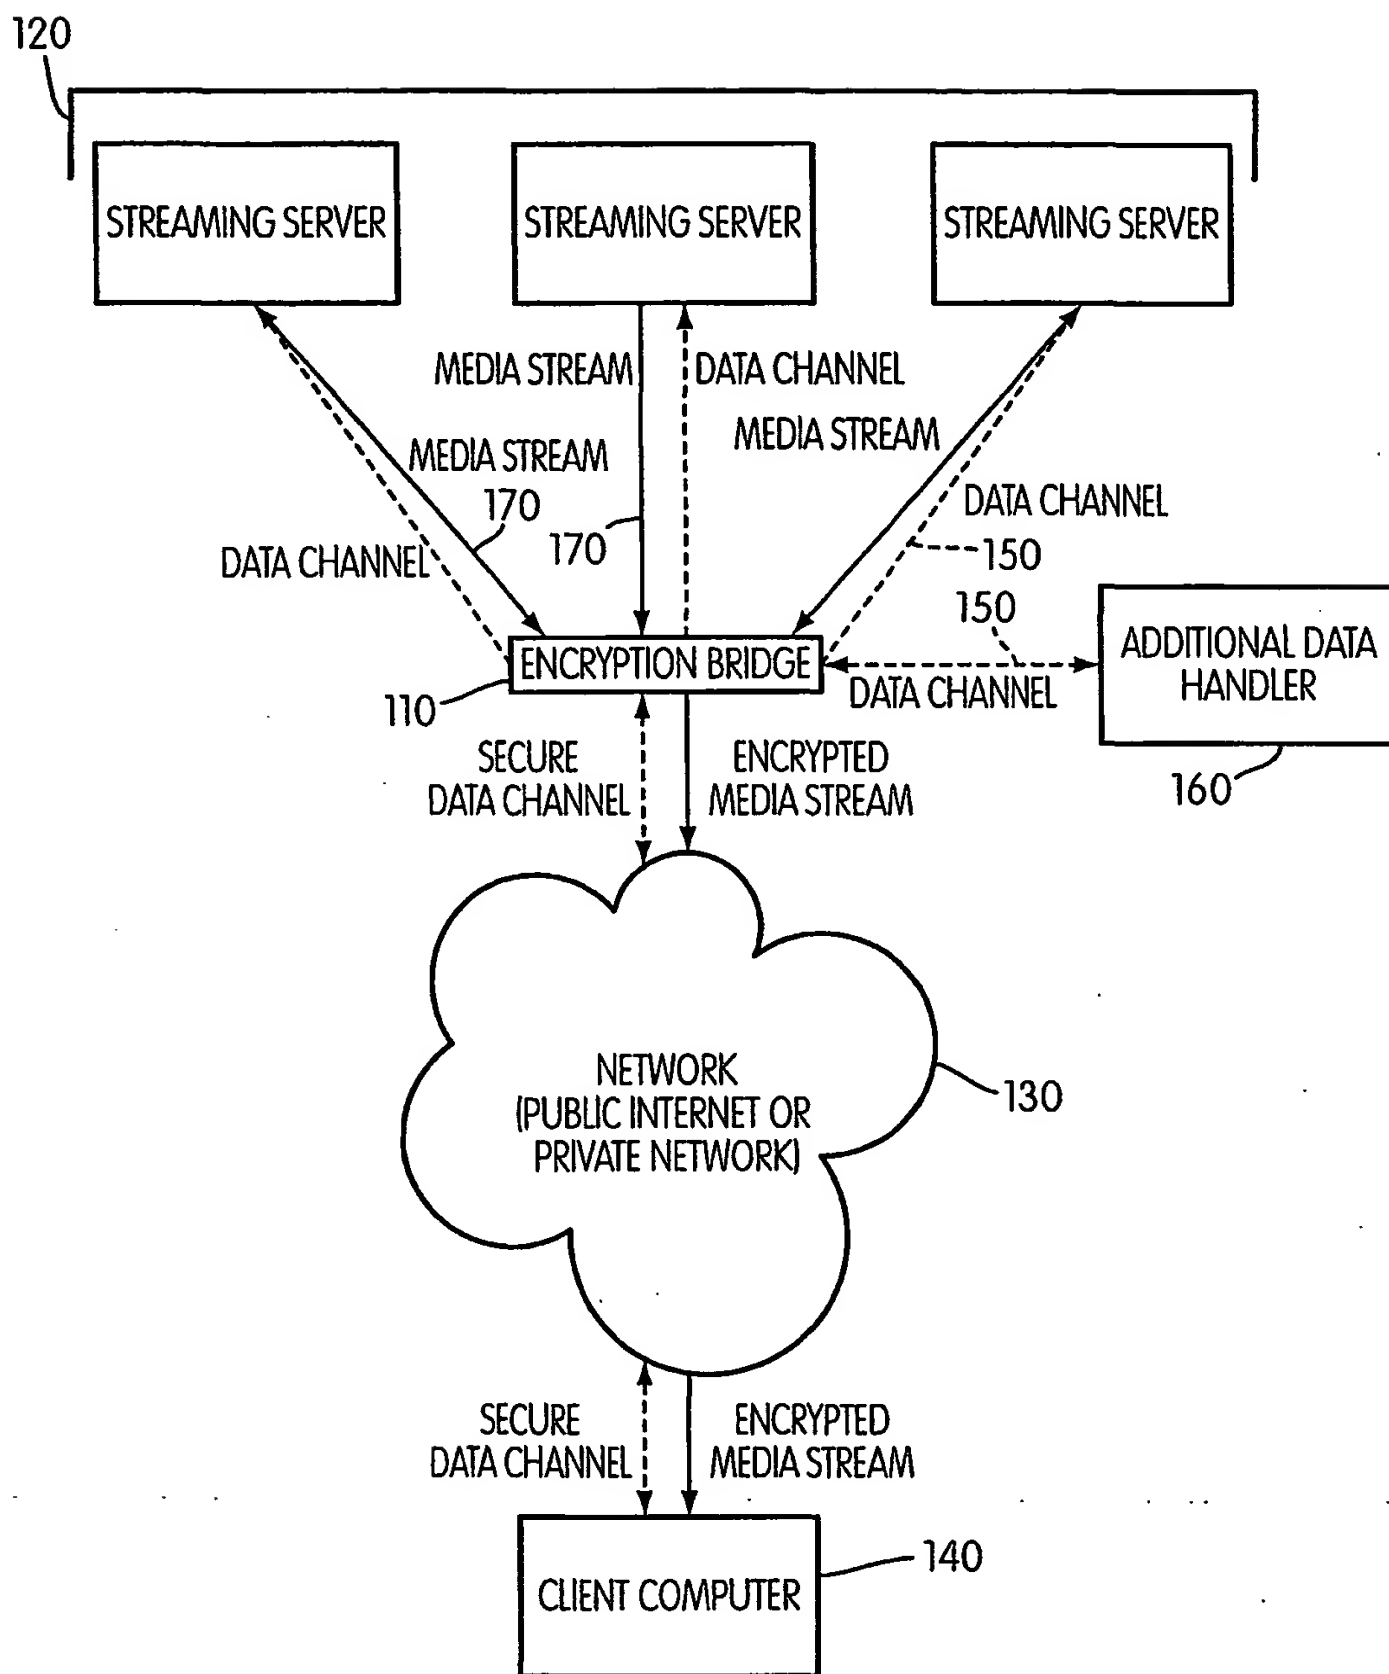 120
STREAMING SERVER
STREAMING SERVER
STREAMING SERVER
MEDIA STREAM
DATA CHANNEL
MEDIA STREAM
MEDIA STREAM
170
170
DATA CHANNEL
150
DATA CHANNEL
150
ENCRYPTION BRIDGE
110
DATA CHANNEL
ADDITIONAL DATA
HANDLER
160
SECURE
DATA CHANNEL
ENCRYPTED
MEDIA STREAM
NETWORK
(PUBLIC INTERNET OR
PRIVATE NETWORK)
130
SECURE
DATA CHANNEL
ENCRYPTED
MEDIA STREAM
CLIENT COMPUTER
140